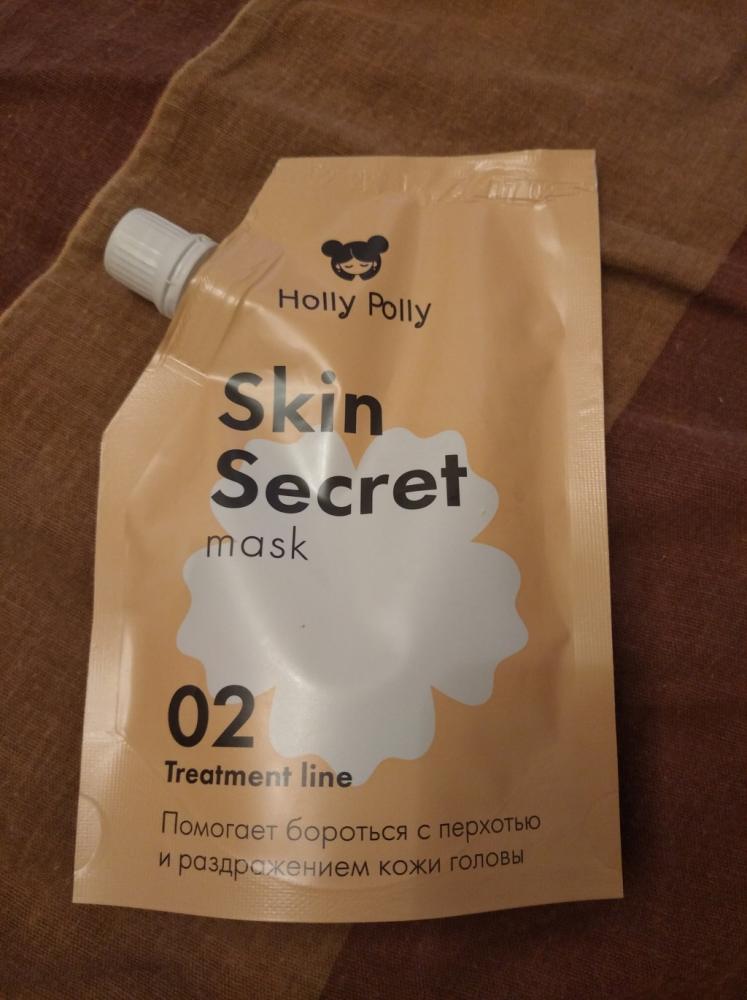 Holly Polly
Skin
Secret
mask
02
Treatment line
Помогает бороться с перхотью
и раздражением кожи головы